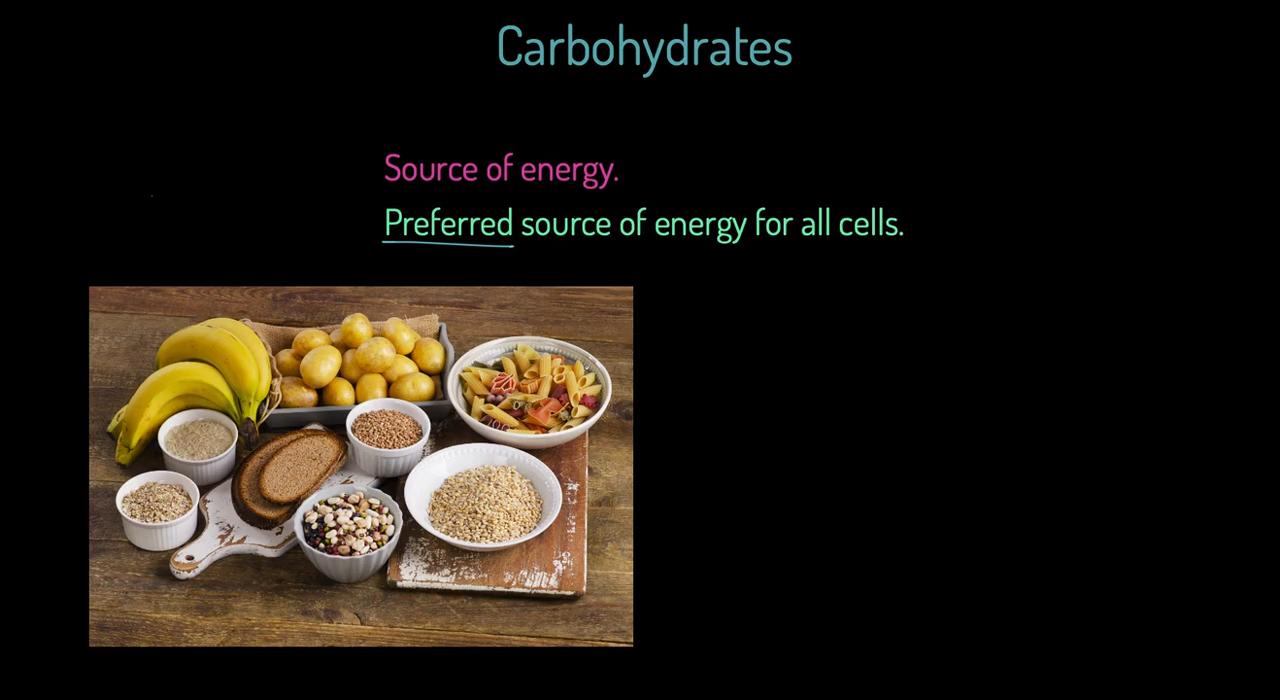 Carbohydrates
Source of energy.
Preferred source of energy for all cells.